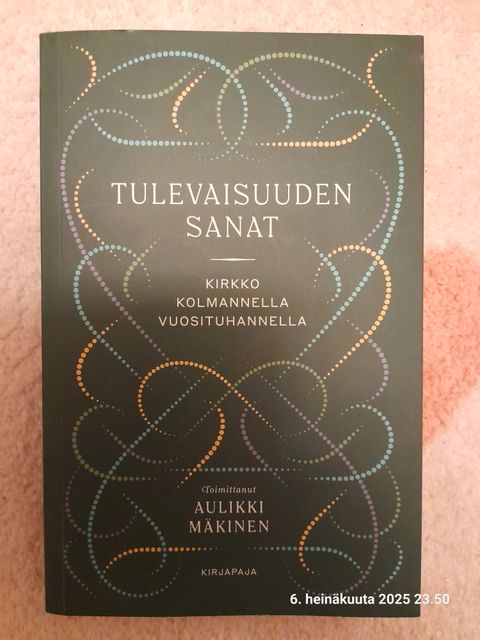 TULEVAISUUDEN
SANAT
KIRKKO
KOLMANNELLA
VUOSITUHANNELLA
Toimittanut
AULIKKI
MÄKINEN
KIRJAPAJA
6. heinäkuuta 2025 23.50